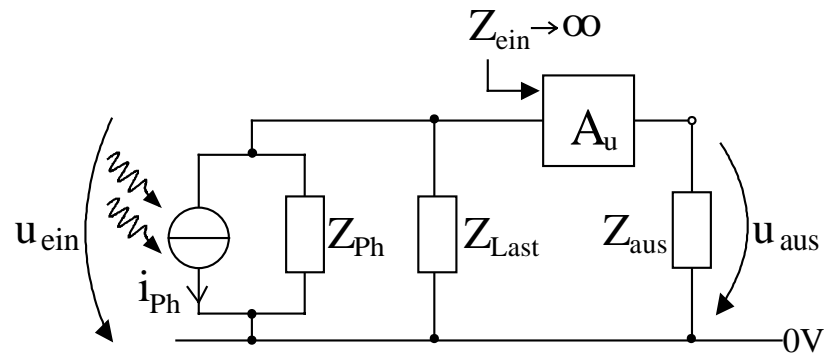 Z_ein → ∞
A_u
u_ein
i_Ph
Z_Ph
Z_Last
Z_aus
u_aus
0V